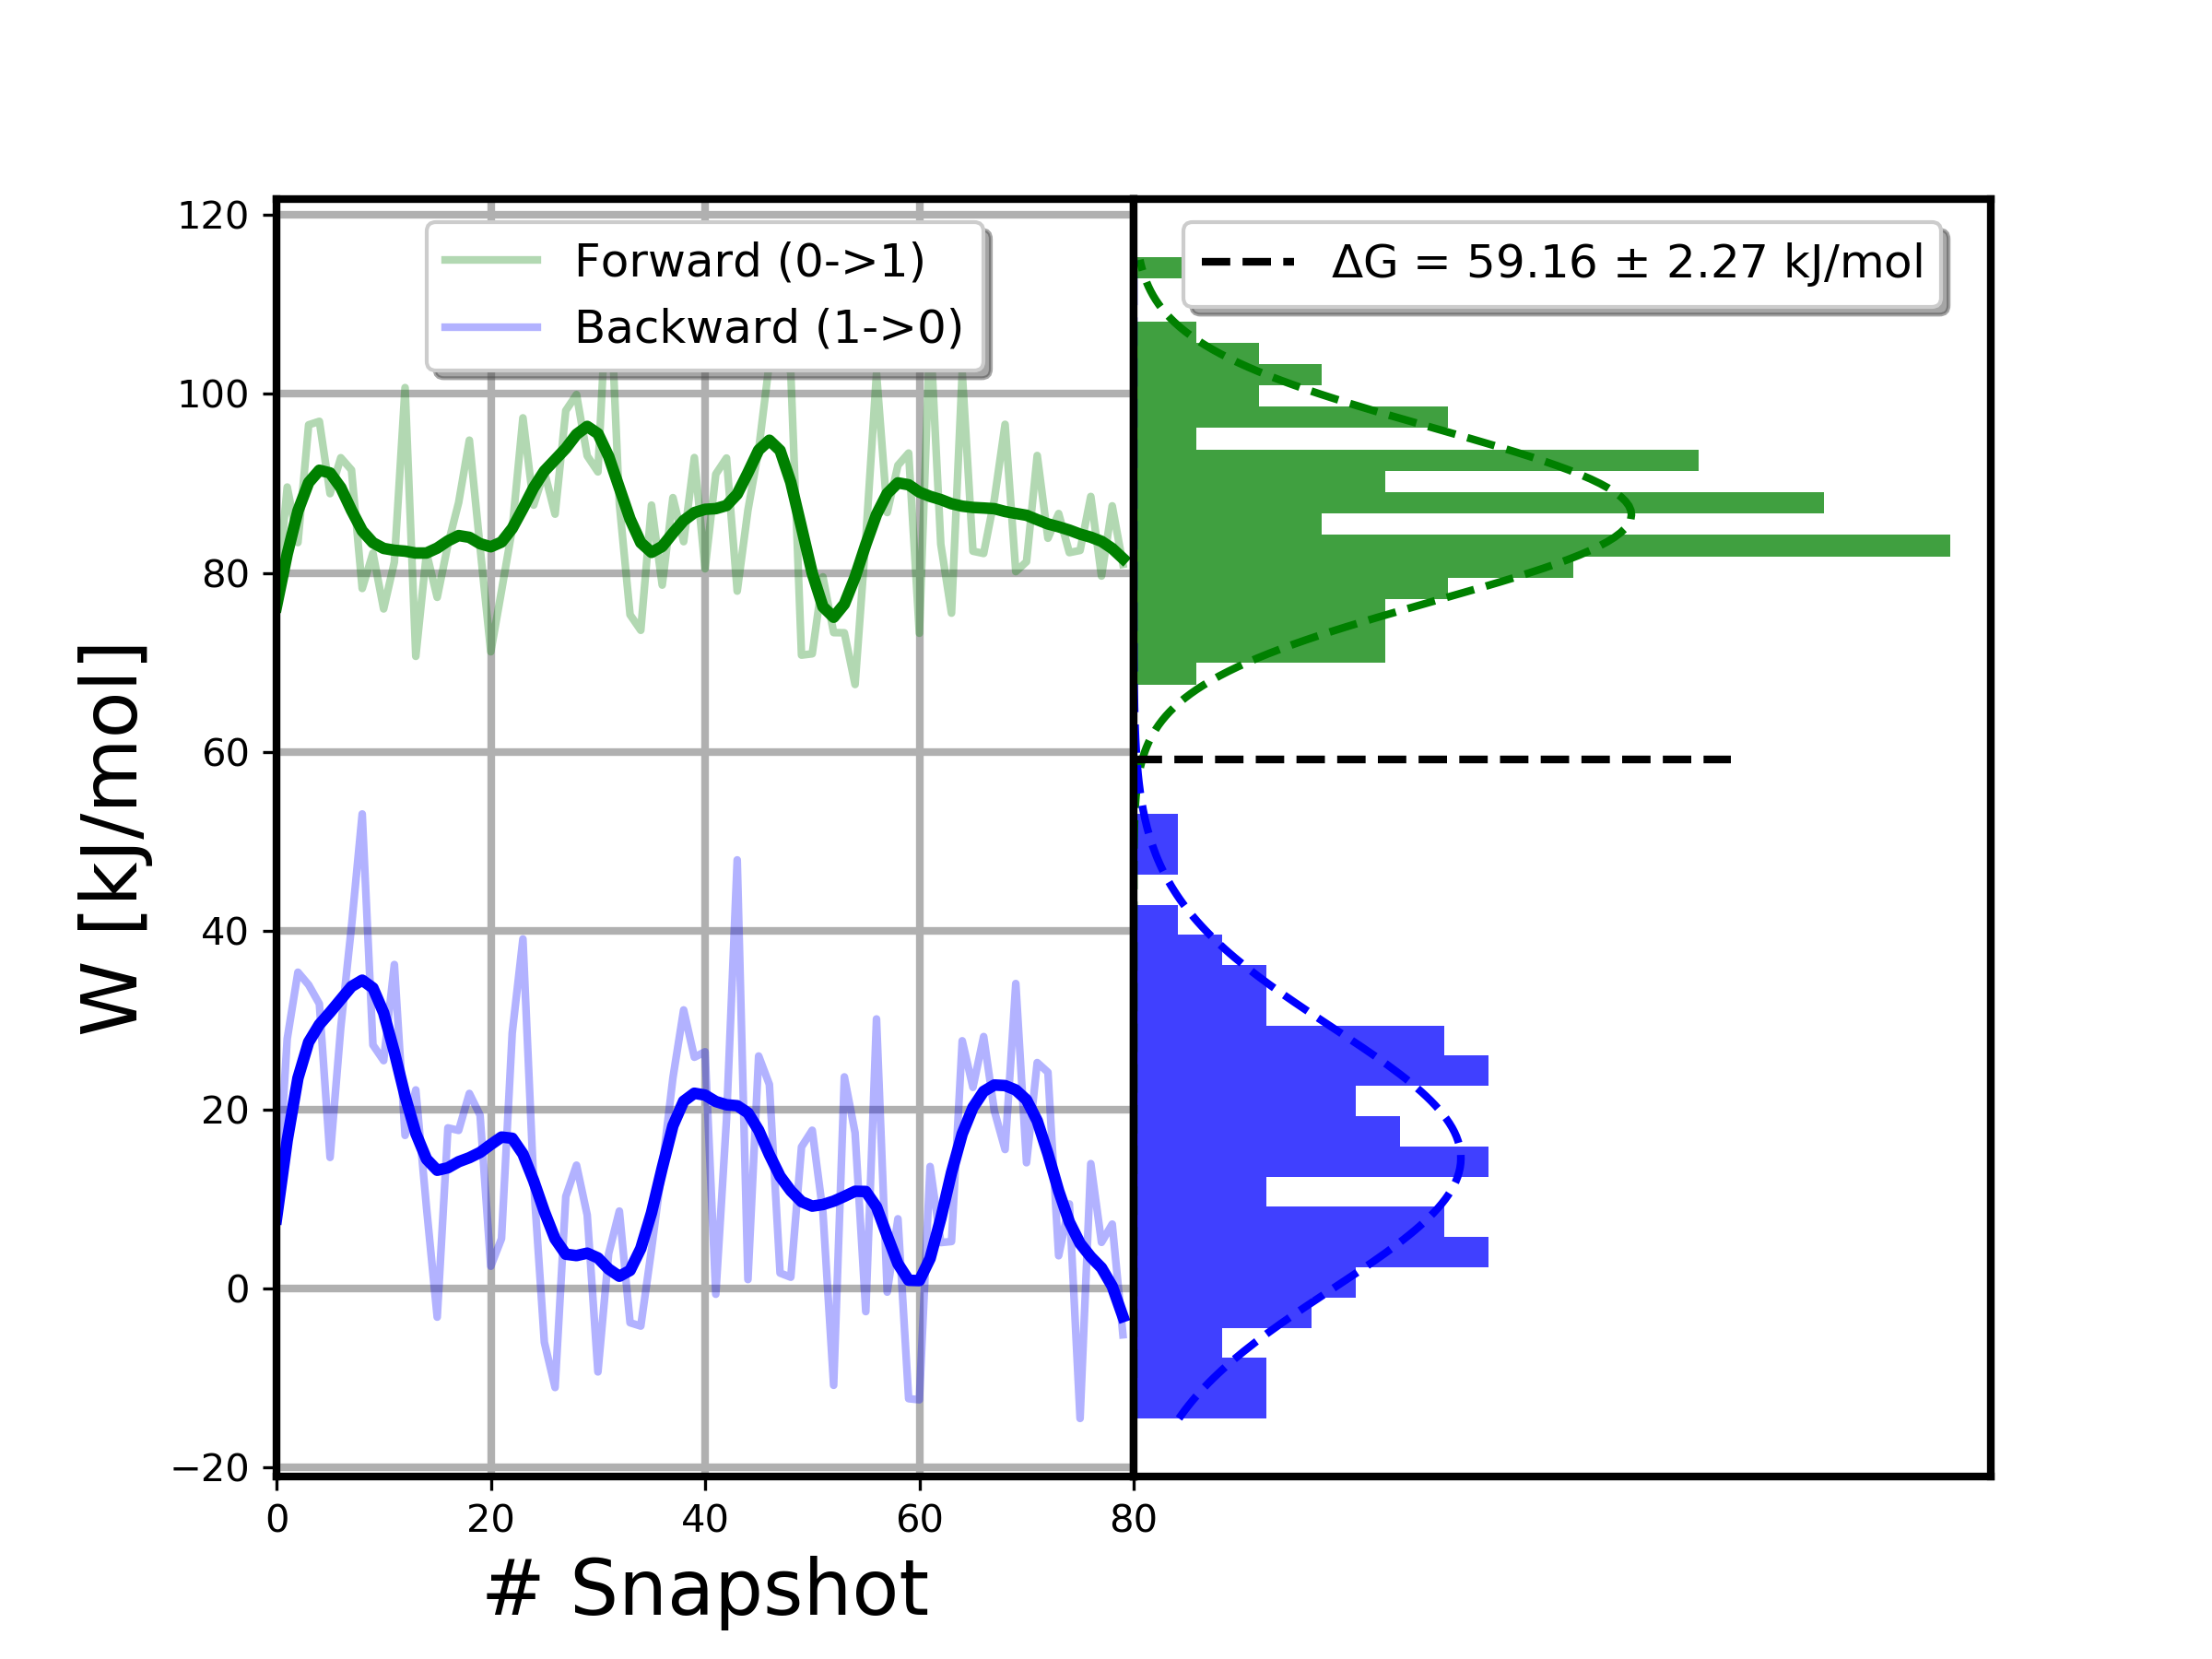 120
100
80
60
40
20
0
−20
W [kJ/mol]
Forward (0->1)
Backward (1->0)
ΔG = 59.16 ± 2.27 kJ/mol
0 20 40 60 80
# Snapshot